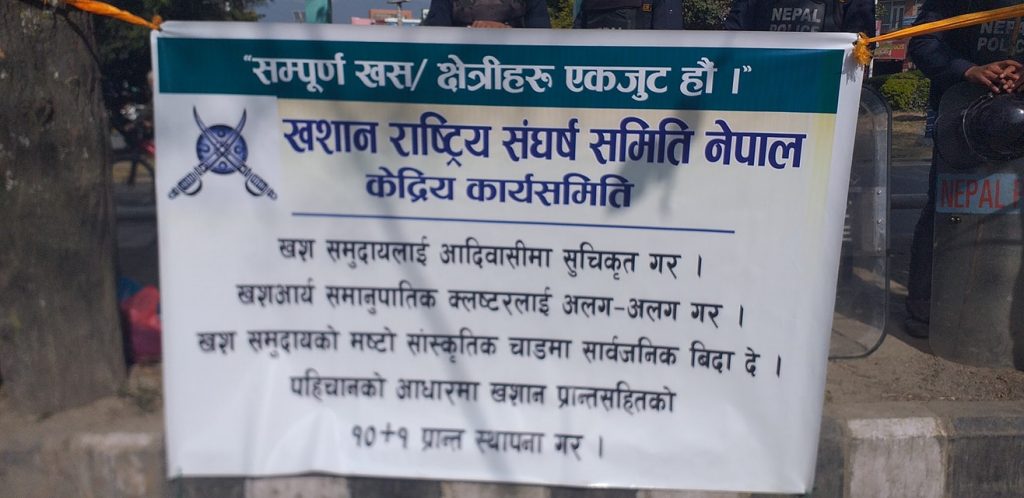 NEPAL
POLICE
NEPAL
POLIC
"सम्पूर्ण खस/ क्षेत्रीहरु एकजुट हौं ।"
खशान राष्ट्रिय संघर्ष समिति नेपाल
केद्रिय कार्यसमिति
खश समुदायलाई आदिवासीमा सुचिकृत गर ।
खशआर्य समानुपातिक क्लष्टरलाई अलग-अलग गर ।
खश समुदायको मष्टो सांस्कृतिक चाडमा सार्वजनिक बिदा दे ।
पहिचानको आधारमा खशान प्रान्तसहितको
१०+१ प्रान्त स्थापना गर ।
NEPAL P